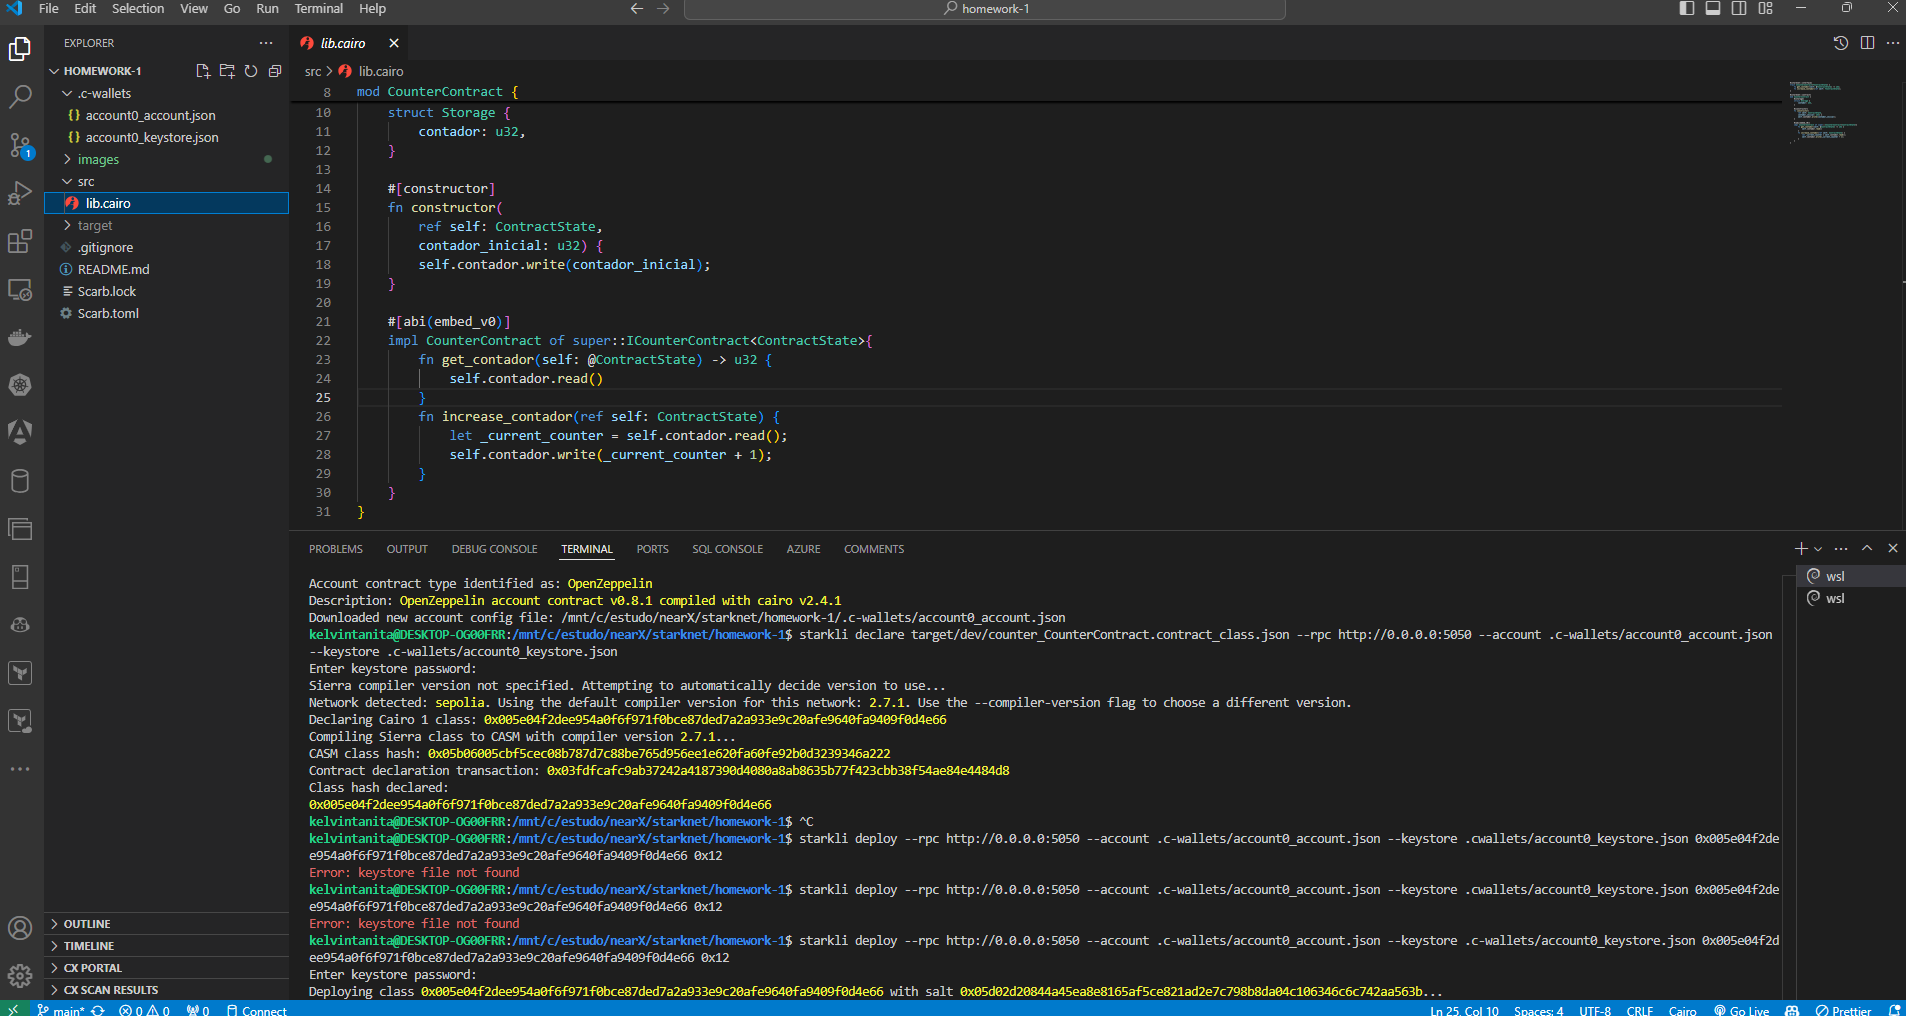 File Edit Selection View Go Run Terminal Help
homework-1
EXPLORER
HOMEWORK-1
.c-wallets
{} account0_account.json
{} account0_keystore.json
images
src
lib.cairo
target
.gitignore
README.md
Scarb.lock
Scarb.toml
OUTLINE
TIMELINE
CX PORTAL
CX SCAN RESULTS
1
lib.cairo
src > lib.cairo
8 mod CounterContract {
10 struct Storage {
11 contador: u32,
12 }
13
14 #[constructor]
15 fn constructor(
16 ref self: ContractState,
17 contador_inicial: u32) {
18 self.contador.write(contador_inicial);
19 }
20
21 #[abi(embed_v0)]
22 impl CounterContract of super::ICounterContract<ContractState>{
23 fn get_contador(self: @ContractState) -> u32 {
24 self.contador.read()
25 }
26 fn increase_contador(ref self: ContractState) {
27 let _current_counter = self.contador.read();
28 self.contador.write(_current_counter + 1);
29 }
30 }
31 }
PROBLEMS OUTPUT DEBUG CONSOLE TERMINAL PORTS SQL CONSOLE AZURE COMMENTS
wsl
wsl
Account contract type identified as: OpenZeppelin
Description: OpenZeppelin account contract v0.8.1 compiled with cairo v2.4.1
Downloaded new account config file: /mnt/c/estudo/nearX/starknet/homework-1/.c-wallets/account0_account.json
kelvintanita@DESKTOP-OG00FRR:/mnt/c/estudo/nearX/starknet/homework-1$ starkli declare target/dev/counter_CounterContract.contract_class.json --rpc http://0.0.0.0:5050 --account .c-wallets/account0_account.json
--keystore .c-wallets/account0_keystore.json
Enter keystore password:
Sierra compiler version not specified. Attempting to automatically decide version to use...
Network detected: sepolia. Using the default compiler version for this network: 2.7.1. Use the --compiler-version flag to choose a different version.
Declaring Cairo 1 class: 0x005e04f2dee954a0f6f971f0bce87ded7a2a933e9c20afe9640fa9409f0d4e66
Compiling Sierra class to CASM with compiler version 2.7.1...
CASM class hash: 0x05b06005cbf5cec08b787d7c88be765d956ee1e620fa60fe92b0d3239346a222
Contract declaration transaction: 0x03fdfcafc9ab37242a4187390d4080a8ab8635b77f423cbb38f54ae84e4484d8
Class hash declared:
0x005e04f2dee954a0f6f971f0bce87ded7a2a933e9c20afe9640fa9409f0d4e66
kelvintanita@DESKTOP-OG00FRR:/mnt/c/estudo/nearX/starknet/homework-1$ ^C
kelvintanita@DESKTOP-OG00FRR:/mnt/c/estudo/nearX/starknet/homework-1$ starkli deploy --rpc http://0.0.0.0:5050 --account .c-wallets/account0_account.json --keystore .cwallets/account0_keystore.json 0x005e04f2de
e954a0f6f971f0bce87ded7a2a933e9c20afe9640fa9409f0d4e66 0x12
Error: keystore file not found
kelvintanita@DESKTOP-OG00FRR:/mnt/c/estudo/nearX/starknet/homework-1$ starkli deploy --rpc http://0.0.0.0:5050 --account .c-wallets/account0_account.json --keystore .cwallets/account0_keystore.json 0x005e04f2de
e954a0f6f971f0bce87ded7a2a933e9c20afe9640fa9409f0d4e66 0x12
Error: keystore file not found
kelvintanita@DESKTOP-OG00FRR:/mnt/c/estudo/nearX/starknet/homework-1$ starkli deploy --rpc http://0.0.0.0:5050 --account .c-wallets/account0_account.json --keystore .c-wallets/account0_keystore.json 0x005e04f2d
ee954a0f6f971f0bce87ded7a2a933e9c20afe9640fa9409f0d4e66 0x12
Enter keystore password:
Deploying class 0x005e04f2dee954a0f6f971f0bce87ded7a2a933e9c20afe9640fa9409f0d4e66 with salt 0x05d02d20844a45ea8e8165af5ce821ad2e7c798b8da04c106346c6c742aa563b...
main* 0 0 0 Connect Ln 25, Col 10 Spaces: 4 UTF-8 CRLF Cairo Go Live Prettier